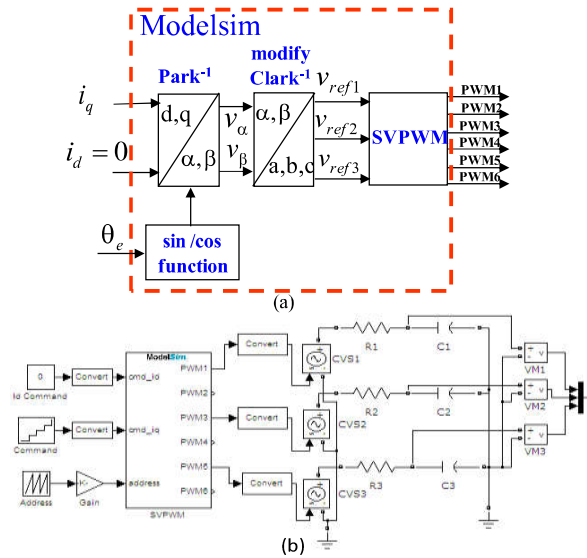 Modelsim
Park-1
modify
Clark-1
iq
d,q
α,β
vα
vβ
α,β
a,b,c
vref1
vref2
vref3
SVPWM
PWM1
PWM2
PWM3
PWM4
PWM5
PWM6
id=0
θe
sin/cos
function
(a)
ModelSim
0
Id Command
Convert
cmd_id
Command
Convert
cmd_iq
Address
K-
Gain
address
PWM1
PWM2
PWM3
PWM4
PWM5
PWM6
SVPWM
Convert
Convert
Convert
CVS1
CVS2
CVS3
R1
C1
R2
C2
R3
C3
+
-
v
VM1
+
-
v
VM2
+
-
v
VM3
(b)